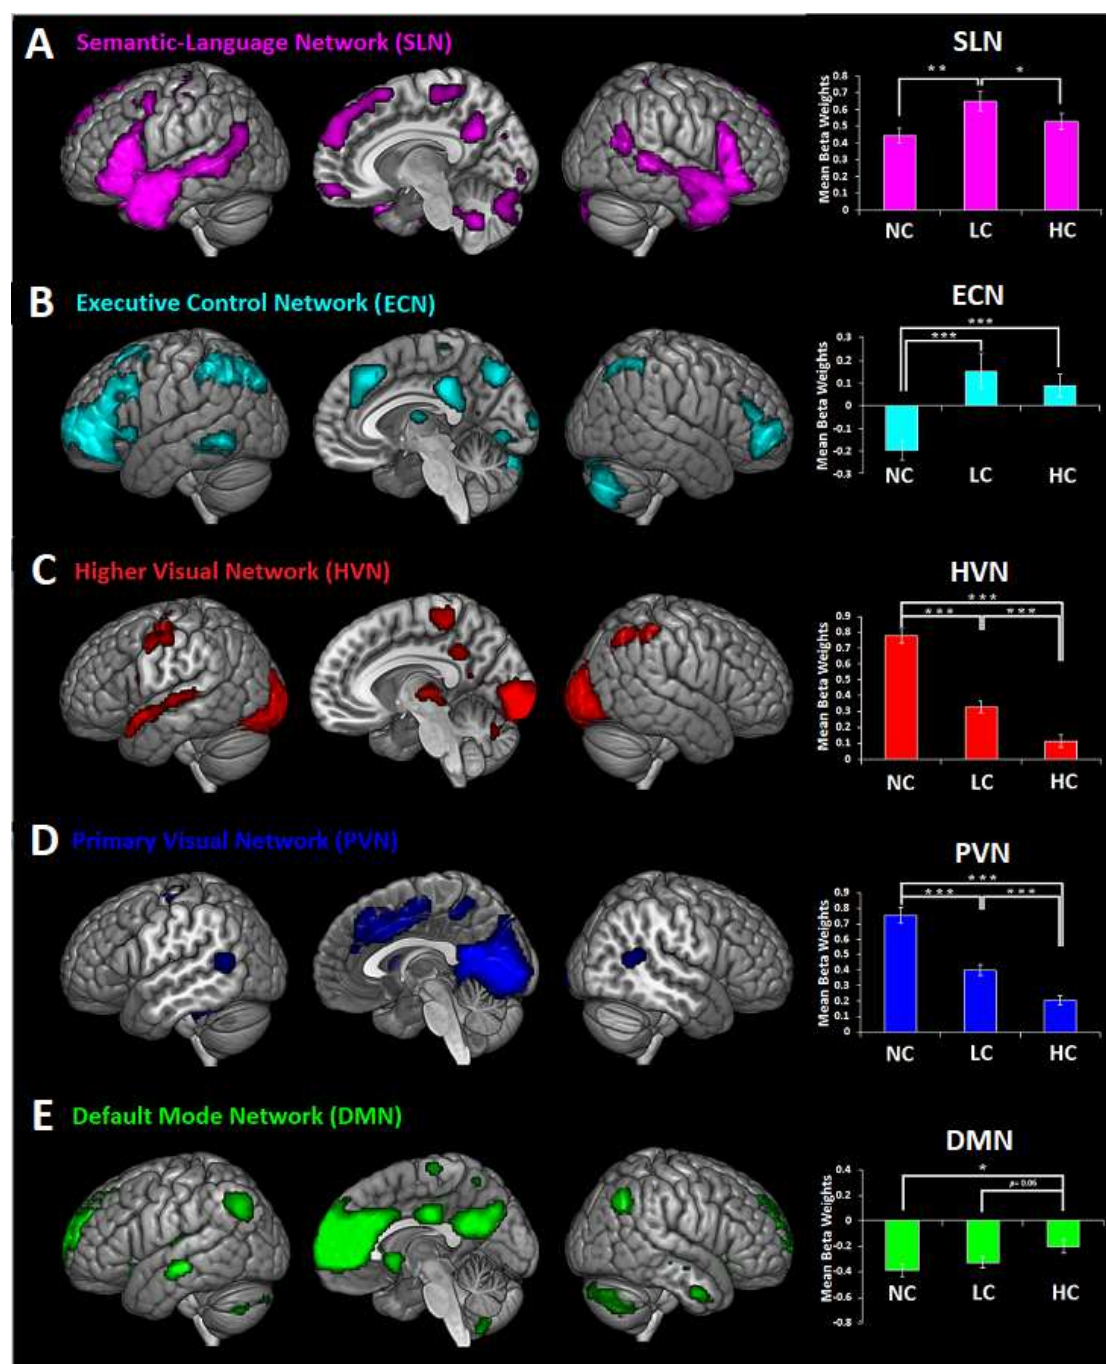 A Semantic-Language Network (SLN)
SLN
** *
Mean Beta Weights
0.8
0.7
0.6
0.5
0.4
0.3
0.2
0.1
0
NC LC HC
B Executive Control Network (ECN)
ECN
***
***
Mean Beta Weights
0.3
0.2
0.1
0
-0.1
-0.2
-0.3
NC LC HC
C Higher Visual Network (HVN)
HVN
***
*** ***
Mean Beta Weights
0.9
0.8
0.7
0.6
0.5
0.4
0.3
0.2
0.1
0
NC LC HC
D Primary Visual Network (PVN)
PVN
***
*** ***
Mean Beta Weights
0.9
0.8
0.7
0.6
0.5
0.4
0.3
0.2
0.1
0
NC LC HC
E Default Mode Network (DMN)
DMN
*
p= 0.06
Mean Beta Weights
0.4
0.2
0
-0.2
-0.4
-0.6
-0.8
NC LC HC